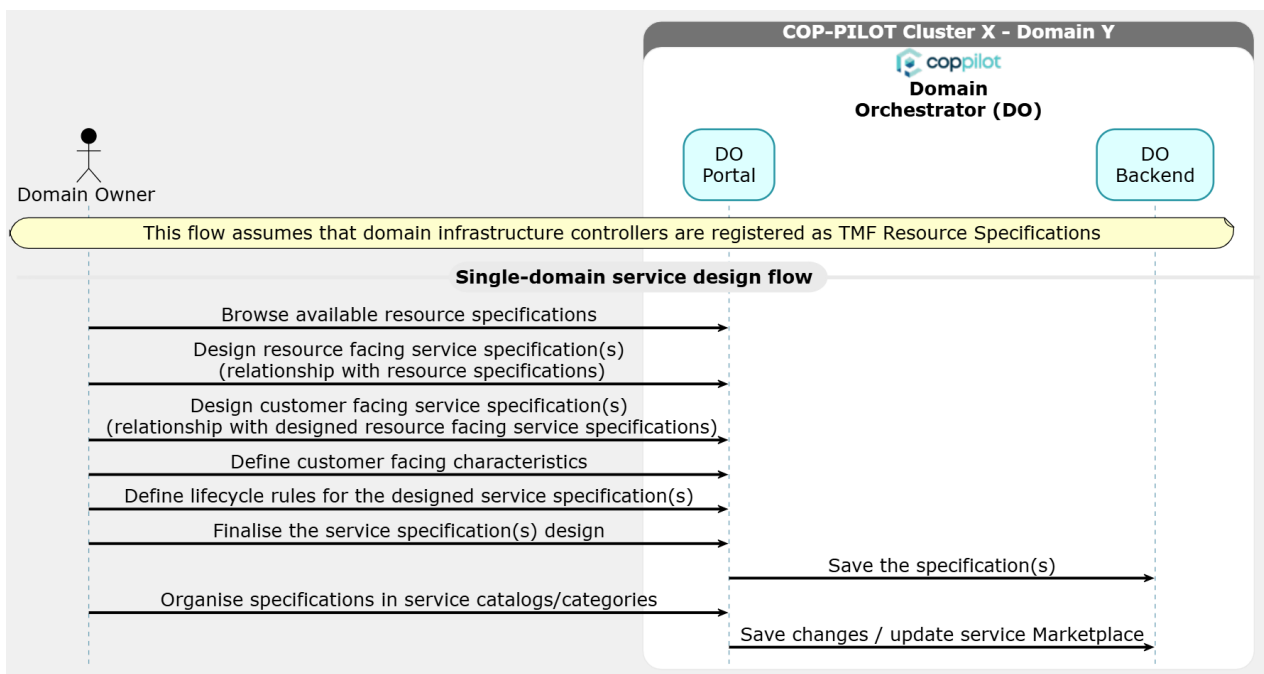 COP-PILOT Cluster X - Domain Y
coppilot
Domain
Orchestrator (DO)
DO
Portal
DO
Backend
Domain Owner
This flow assumes that domain infrastructure controllers are registered as TMF Resource Specifications
Single-domain service design flow
Browse available resource specifications
Design resource facing service specification(s)
(relationship with resource specifications)
Design customer facing service specification(s)
(relationship with designed resource facing service specifications)
Define customer facing characteristics
Define lifecycle rules for the designed service specification(s)
Finalise the service specification(s) design
Save the specification(s)
Organise specifications in service catalogs/categories
Save changes / update service Marketplace